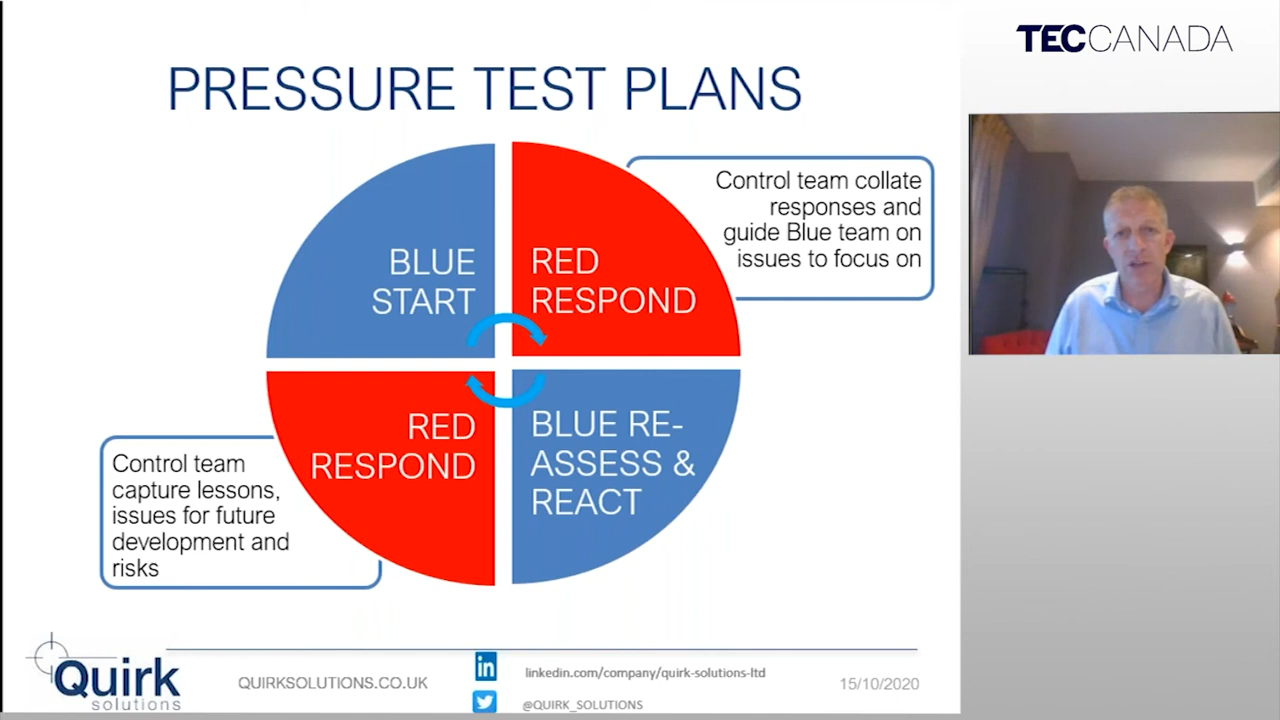 TECCANADA
PRESSURE TEST PLANS
BLUE
START
RED
RESPOND
Control team collate
responses and
guide Blue team on
issues to focus on
RED
RESPOND
BLUE RE-
ASSESS &
REACT
Control team
capture lessons,
issues for future
development and
risks
Quirk
solutions
QUIRKSOLUTIONS.CO.UK
in
linkedin.com/company/quirk-solutions-ltd
@QUIRK_SOLUTIONS
15/10/2020